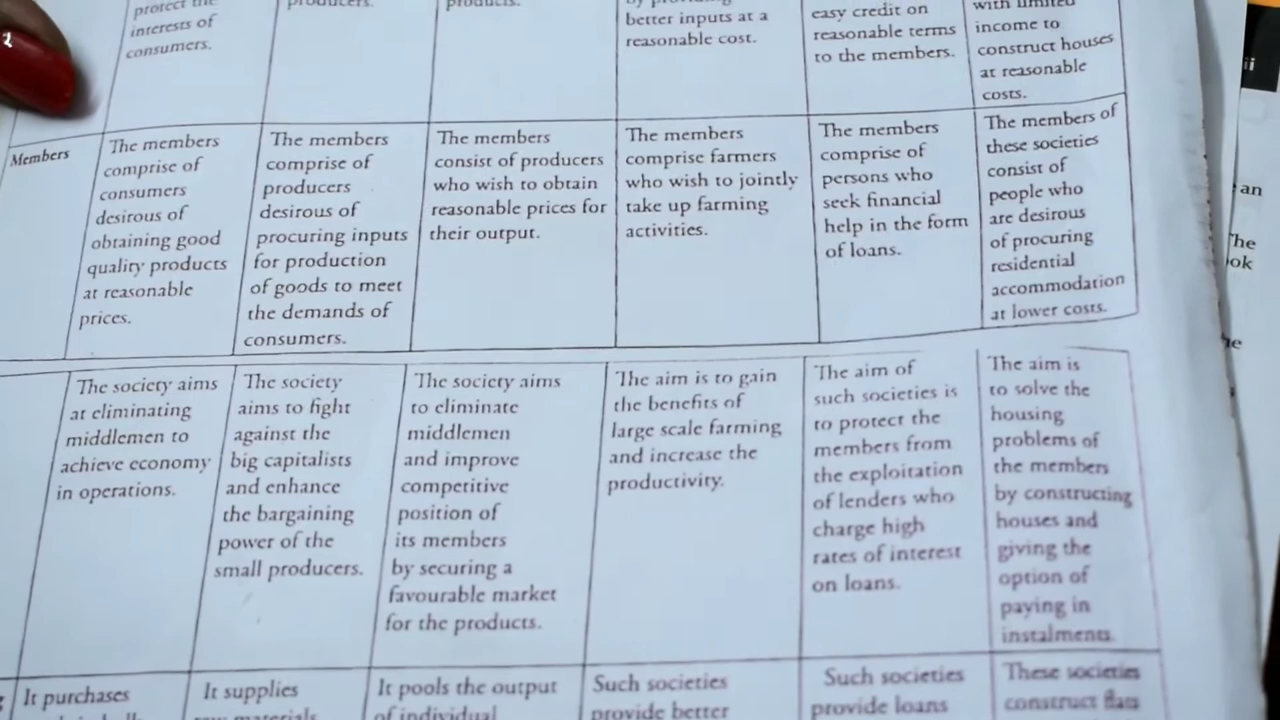 protect the
interests of
consumers.
producers.
products.
better inputs at a
reasonable cost.
easy credit on
reasonable terms
to the members.
with limited
income to
construct houses
at reasonable
costs.
Members
The members
comprise of
consumers
desirous of
obtaining good
quality products
at reasonable
prices.
The members
comprise of
producers
desirous of
procuring inputs
for production
of goods to meet
the demands of
consumers.
The members
consist of producers
who wish to obtain
reasonable prices for
their output.
The members
comprise farmers
who wish to jointly
take up farming
activities.
The members
comprise of
persons who
seek financial
help in the form
of loans.
The members of
these societies
consist of
people who
are desirous
of procuring
residential
accommodation
at lower costs.
The society aims
at eliminating
middlemen to
achieve economy
in operations.
The society
aims to fight
against the
big capitalists
and enhance
the bargaining
power of the
small producers.
The society aims
to eliminate
middlemen
and improve
competitive
position of
its members
by securing a
favourable market
for the products.
The aim is to gain
the benefits of
large scale farming
and increase the
productivity.
The aim of
such societies is
to protect the
members from
the exploitation
of lenders who
charge high
rates of interest
on loans.
The aim is
to solve the
housing
problems of
the members
by constructing
houses and
giving the
option of
paying in
instalments.
It purchases
It supplies
raw materials
It pools the output
of individual
Such societies
provide better
Such societies
provide loans
These societies
construct flats
ii
an
The
ok